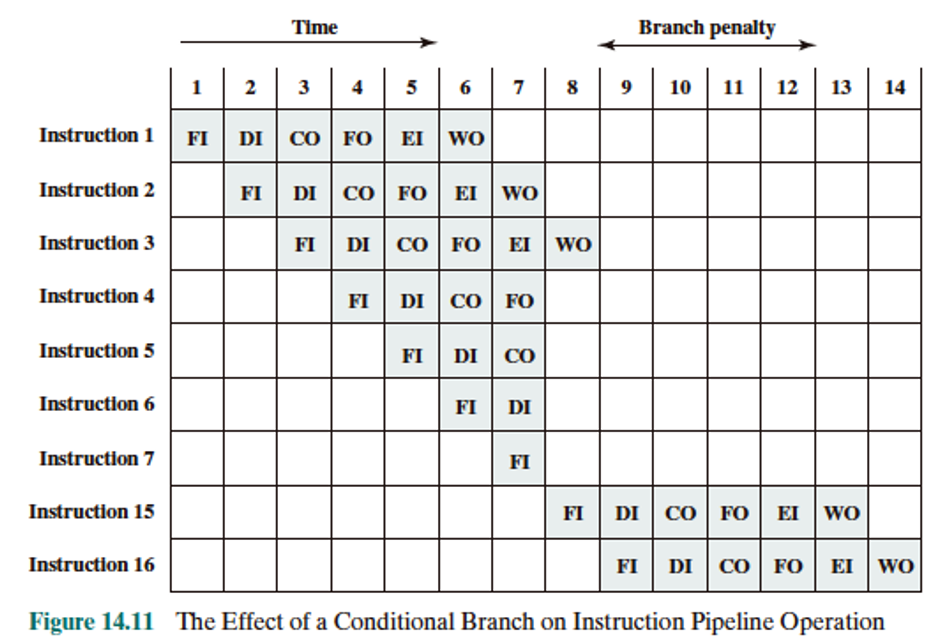 Time Branch penalty
1 2 3 4 5 6 7 8 9 10 11 12 13 14
Instruction 1 FI DI CO FO EI WO
Instruction 2 FI DI CO FO EI WO
Instruction 3 FI DI CO FO EI WO
Instruction 4 FI DI CO FO
Instruction 5 FI DI CO
Instruction 6 FI DI
Instruction 7 FI
Instruction 15 FI DI CO FO EI WO
Instruction 16 FI DI CO FO EI WO
Figure 14.11 The Effect of a Conditional Branch on Instruction Pipeline Operation